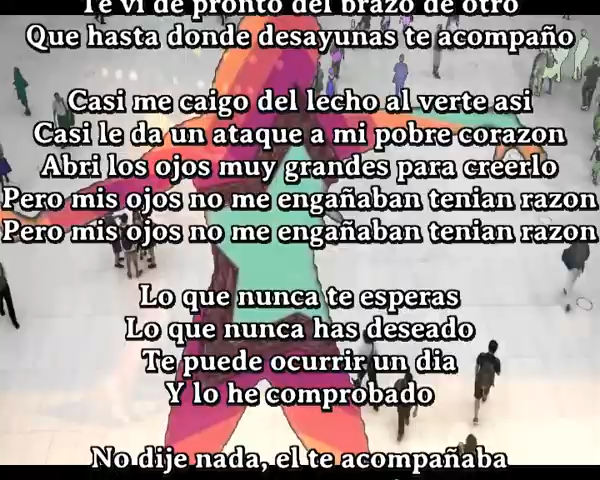 Te vi de pronto del brazo de otro
Que hasta donde desayunas te acompaño
Casi me caigo del lecho al verte asi
Casi le da un ataque a mi pobre corazon
Abri los ojos muy grandes para creerlo
Pero mis ojos no me engañaban tenian razon
Pero mis ojos no me engañaban tenian razon
Lo que nunca te esperas
Lo que nunca has deseado
Te puede ocurrir un dia
Y lo he comprobado
No dije nada, el te acompañaba